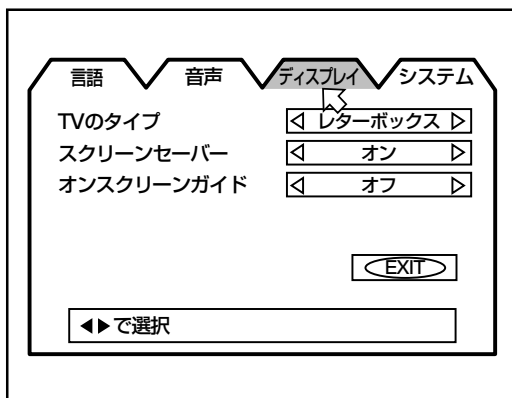 言語 音声 ディスプレイ システム
TVのタイプ レターボックス
スクリーンセーバー オン
オンスクリーンガイド オフ
EXIT
◀▶で選択